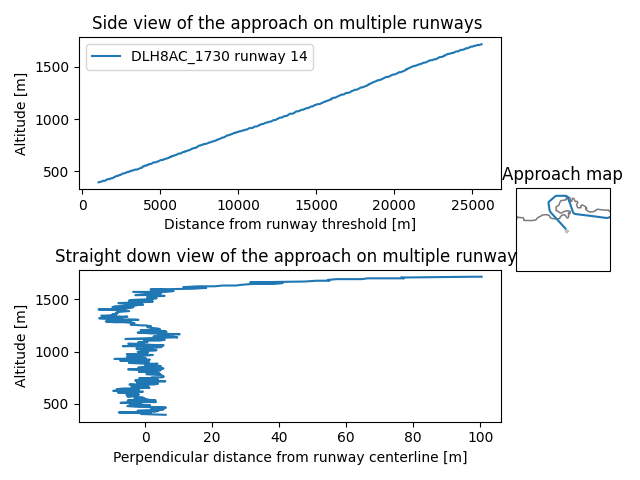 Side view of the approach on multiple runways
Altitude [m]
1500
1000
500
DLH8AC_1730 runway 14
0 5000 10000 15000 20000 25000
Distance from runway threshold [m]
Approach map
Straight down view of the approach on multiple runway
Altitude [m]
1500
1000
500
0 20 40 60 80 100
Perpendicular distance from runway centerline [m]